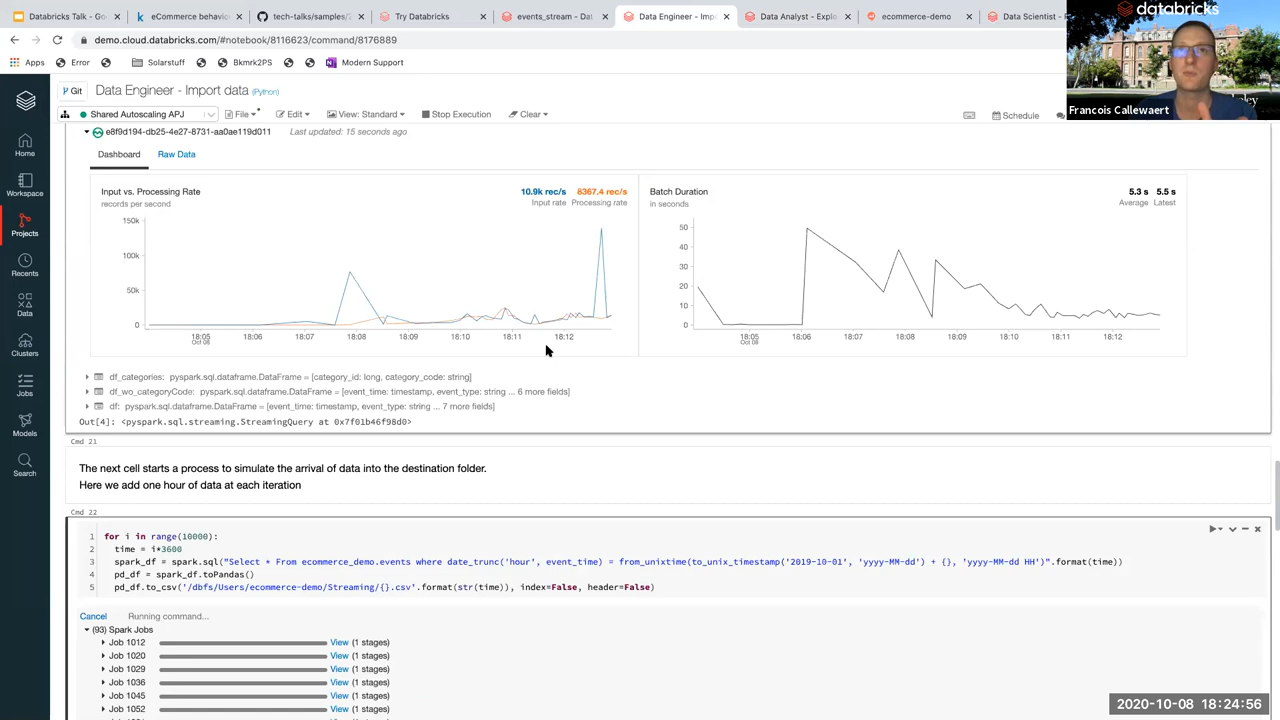 Databricks Talk - Go
eCommerce behavio
tech-talks/samples/
Try Databricks
events_stream - Dat
Data Engineer - Imp
Data Analyst - Explo
ecommerce-demo
Data Scientist -
demo.cloud.databricks.com/#notebook/8116623/command/8176889
Apps
Error
Solarstuff
Bkmrk2PS
Modern Support
databricks
Francois Callewaert
Git
Data Engineer - Import data
(Python)
Shared Autoscaling APJ
File
Edit
View: Standard
Stop Execution
Clear
Schedule
Home
Workspace
Projects
Recents
Data
Clusters
Jobs
Models
Search
e8f9d194-db25-4e27-8731-aa0ae119d011
Last updated: 15 seconds ago
Dashboard
Raw Data
Input vs. Processing Rate
records per second
10.9k rec/s
8367.4 rec/s
Input rate
Processing rate
150k
100k
50k
0
18:05
Oct 08
18:06
18:07
18:08
18:09
18:10
18:11
18:12
Batch Duration
in seconds
5.3 s
5.5 s
Average
Latest
50
40
30
20
10
0
18:05
Oct 08
18:06
18:07
18:08
18:09
18:10
18:11
18:12
df_categories: pyspark.sql.dataframe.DataFrame = [category_id: long, category_code: string]
df_wo_categoryCode: pyspark.sql.dataframe.DataFrame = [event_time: timestamp, event_type: string ... 6 more fields]
df: pyspark.sql.dataframe.DataFrame = [event_time: timestamp, event_type: string ... 7 more fields]
Out[4]: <pyspark.sql.streaming.StreamingQuery at 0x7f01b46f98d0>
Cmd 21
The next cell starts a process to simulate the arrival of data into the destination folder.
Here we add one hour of data at each iteration
Cmd 22
1 for i in range(10000):
2 time = i*3600
3 spark_df = spark.sql("Select * From ecommerce_demo.events where date_trunc('hour', event_time) = from_unixtime(to_unix_timestamp('2019-10-01', 'yyyy-MM-dd') + {}, 'yyyy-MM-dd HH')".format(time))
4 pd_df = spark_df.toPandas()
5 pd_df.to_csv('/dbfs/Users/ecommerce-demo/Streaming/{}.csv'.format(str(time)), index=False, header=False)
Cancel
Running command...
(93) Spark Jobs
Job 1012
View (1 stages)
Job 1020
View (1 stages)
Job 1029
View (1 stages)
Job 1036
View (1 stages)
Job 1045
View (1 stages)
Job 1052
View (1 stages)
2020-10-08 18:24:56